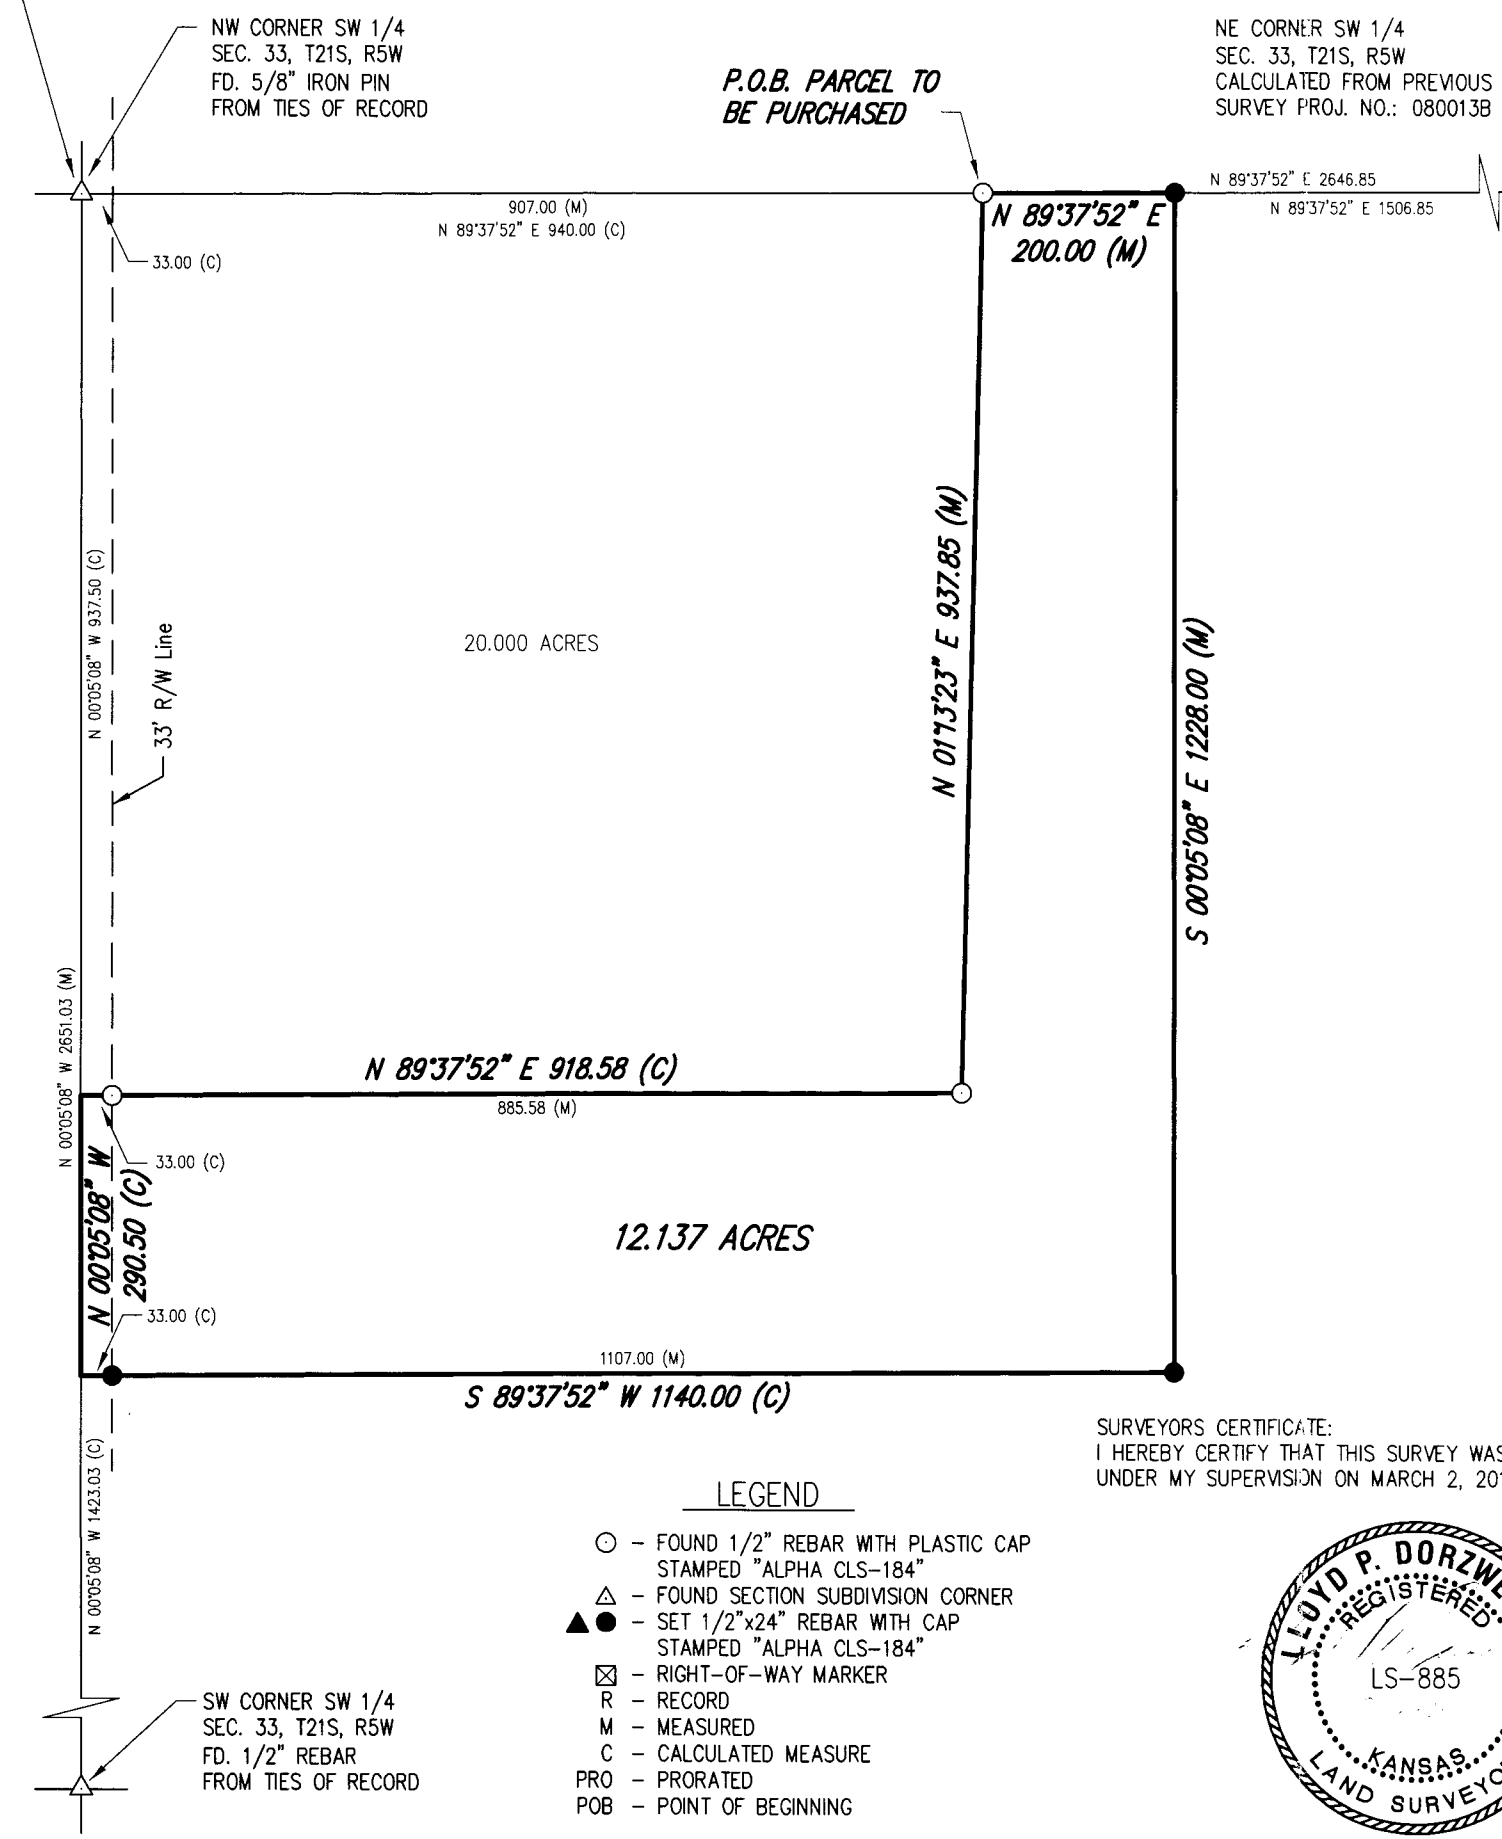 NW CORNER SW 1/4
SEC. 33, T21S, R5W
FD. 5/8" IRON PIN
FROM TIES OF RECORD
P.O.B. PARCEL TO
BE PURCHASED
NE CORNER SW 1/4
SEC. 33, T21S, R5W
CALCULATED FROM PREVIOUS
SURVEY PROJ. NO.: 080013B
N 89°37'52" E 2646.85
N 89°37'52" E 1506.85
907.00 (M)
N 89°37'52" E 940.00 (C)
N 89°37'52" E
200.00 (M)
33.00 (C)
N 00°05'08" W 937.50 (C)
33' R/W Line
20.000 ACRES
N 01°13'23" E 937.85 (M)
S 00°05'08" E 1228.00 (M)
N 00°05'08" W 2651.03 (M)
N 89°37'52" E 918.58 (C)
885.58 (M)
33.00 (C)
N 00°05'08" W
290.50 (C)
12.137 ACRES
33.00 (C)
1107.00 (M)
S 89°37'52" W 1140.00 (C)
N 00°05'08" W 1423.03 (C)
SURVEYORS CERTIFICATE:
I HEREBY CERTIFY THAT THIS SURVEY WAS
UNDER MY SUPERVISION ON MARCH 2, 201
LEGEND
– FOUND 1/2" REBAR WITH PLASTIC CAP
STAMPED "ALPHA CLS–184"
– FOUND SECTION SUBDIVISION CORNER
– SET 1/2"x24" REBAR WITH CAP
STAMPED "ALPHA CLS–184"
– RIGHT–OF–WAY MARKER
R – RECORD
M – MEASURED
C – CALCULATED MEASURE
PRO – PRORATED
POB – POINT OF BEGINNING
SW CORNER SW 1/4
SEC. 33, T21S, R5W
FD. 1/2" REBAR
FROM TIES OF RECORD
LLOYD P. DORZWE
REGISTERED
LS–885
KANSAS
LAND SURVEYO